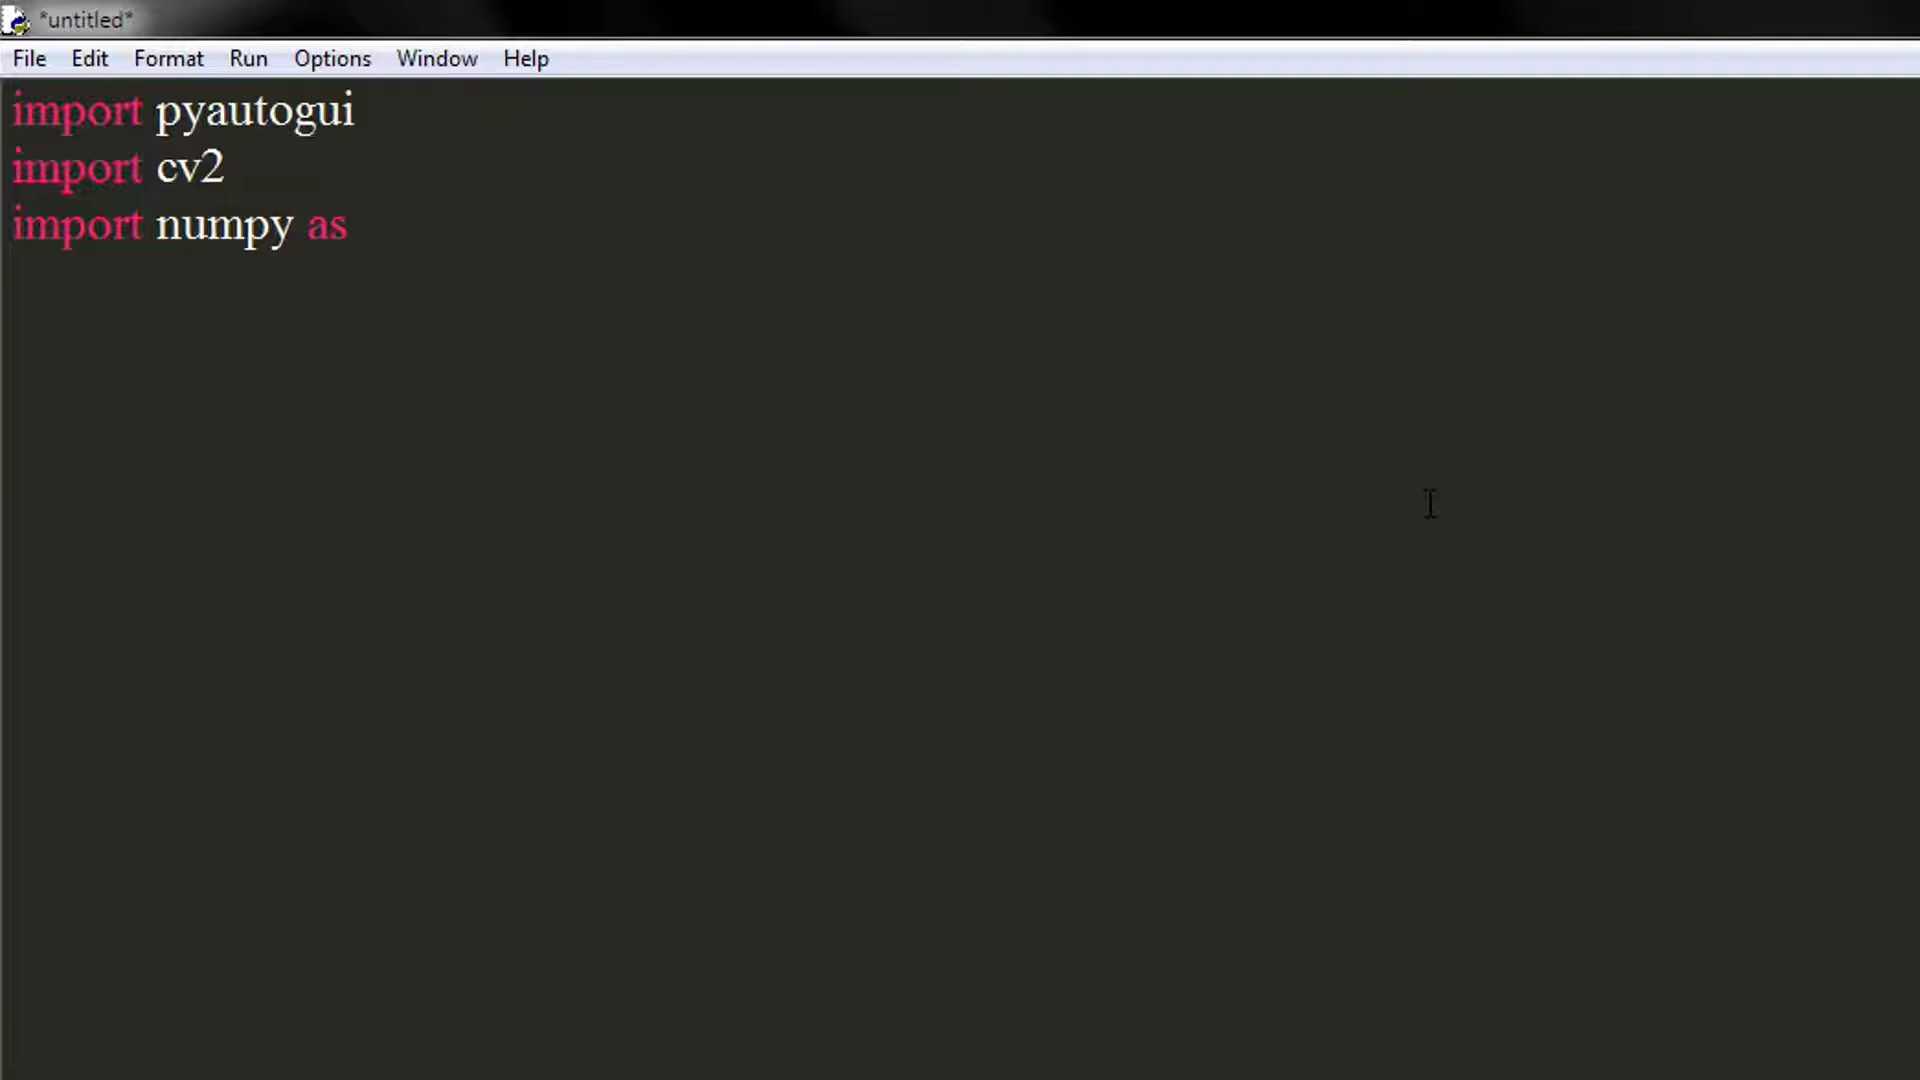 *untitled*
File Edit Format Run Options Window Help
import pyautogui
import cv2
import numpy as